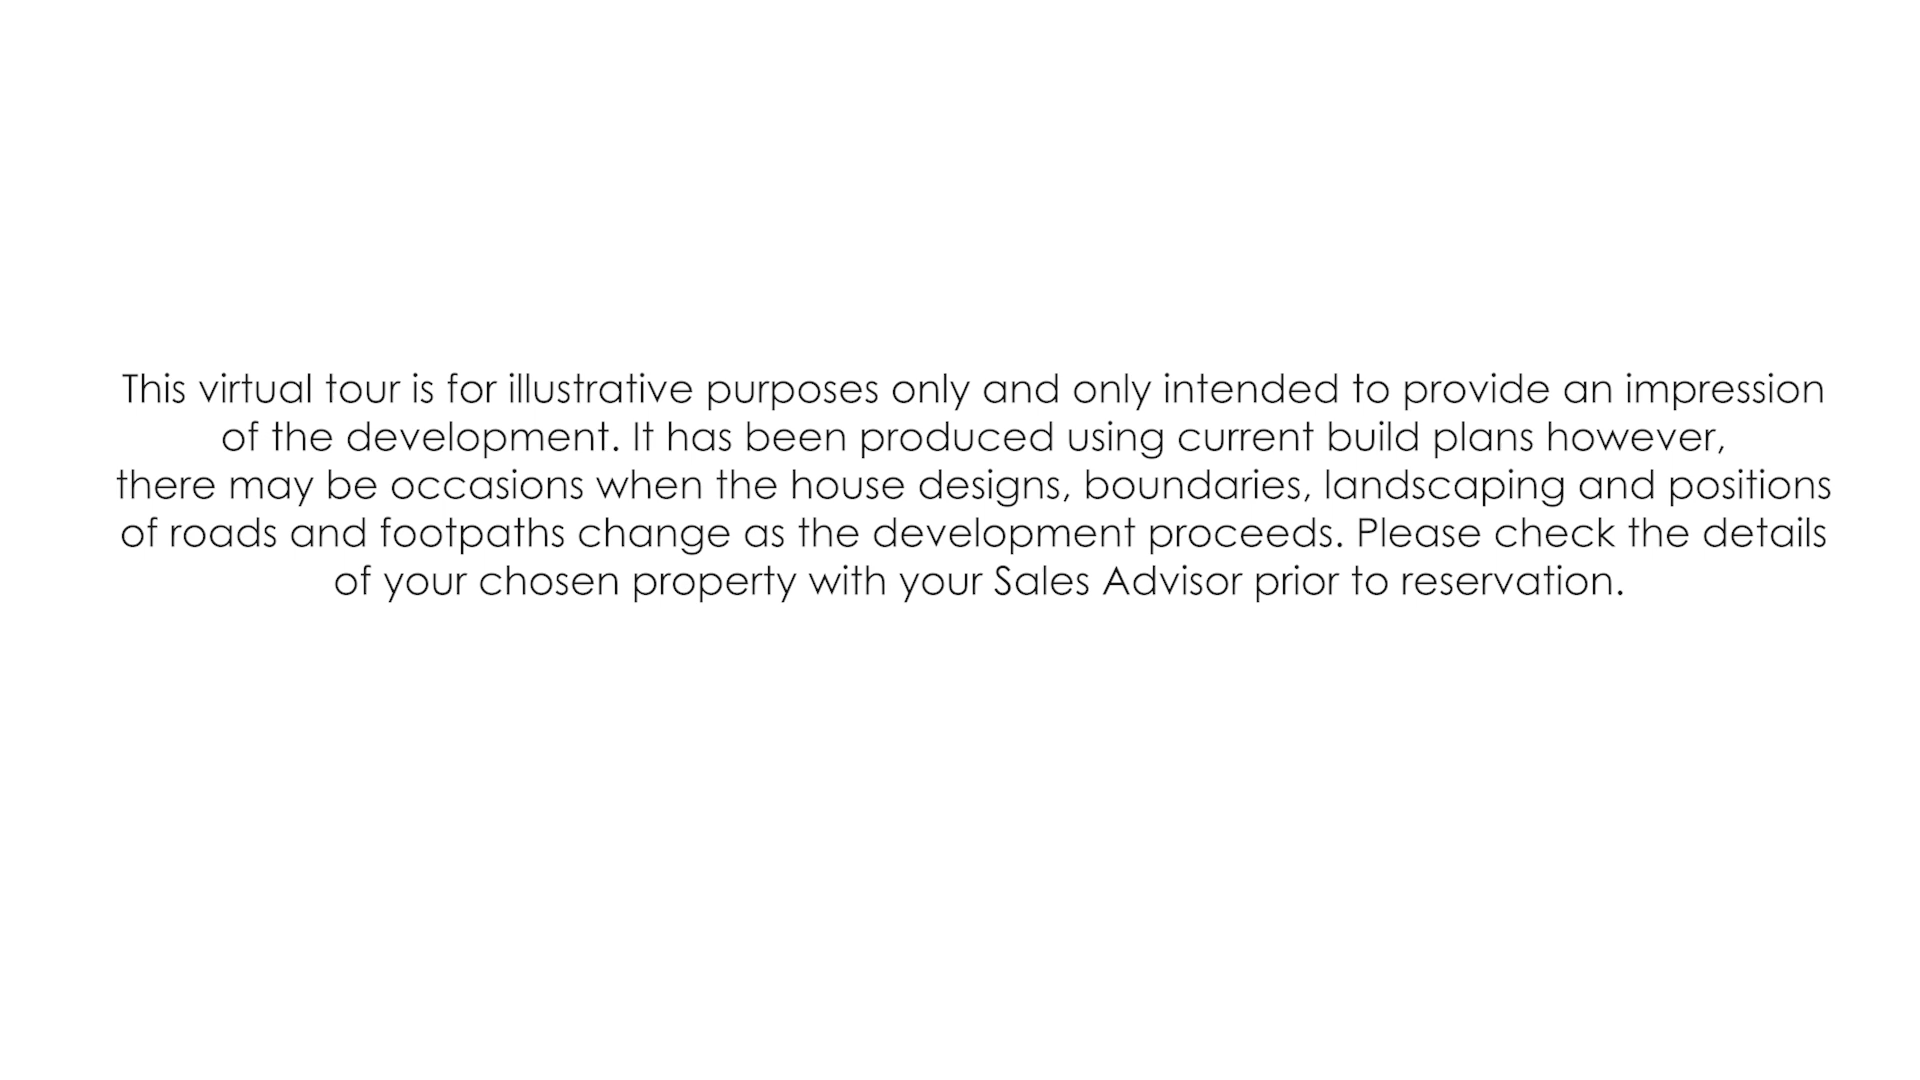 This virtual tour is for illustrative purposes only and only intended to provide an impression
of the development. It has been produced using current build plans however,
there may be occasions when the house designs, boundaries, landscaping and positions
of roads and footpaths change as the development proceeds. Please check the details
of your chosen property with your Sales Advisor prior to reservation.